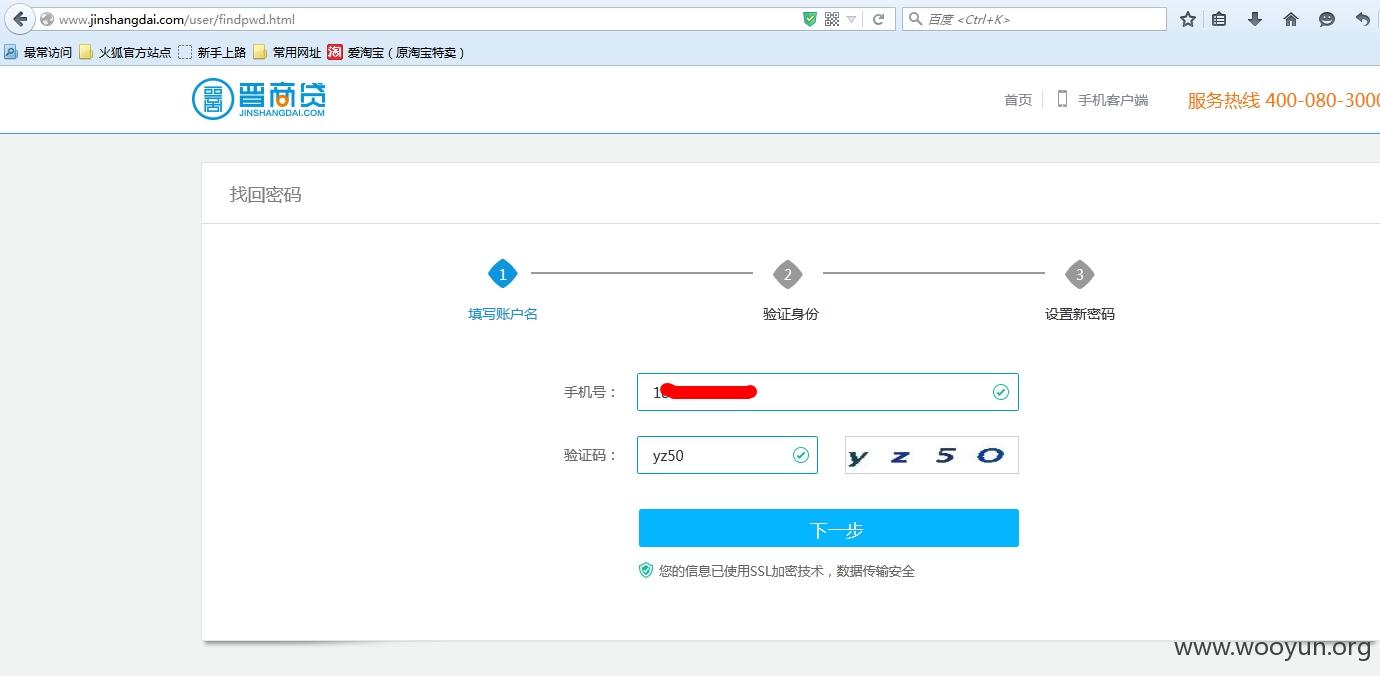 www.jinshangdai.com/user/findpwd.html
百度 <Ctrl+K>
最常访问 火狐官方站点 新手上路 常用网址 淘 爱淘宝（原淘宝特卖）
晋商贷
JINSHANGDAI.COM
首页 手机客户端 服务热线 400-080-3000
找回密码
1 2 3
填写账户名 验证身份 设置新密码
手机号：
验证码： yz50 yz50
下一步
您的信息已使用SSL加密技术，数据传输安全
www.wooyun.org